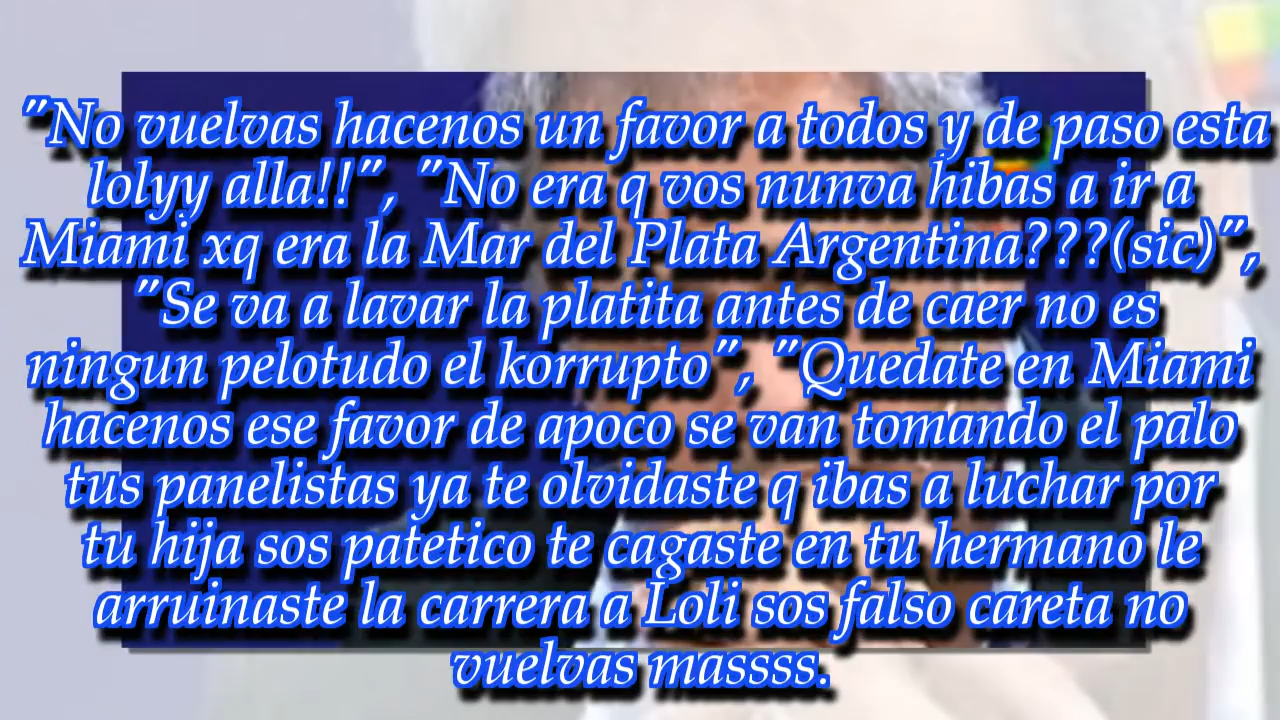 "No vuelvas hacenos un favor a todos y de paso esta
lolyy alla!!", "No era q vos nunva hibas a ir a
Miami xq era la Mar del Plata Argentina???(sic)",
"Se va a lavar la platita antes de caer no es
ningun pelotudo el korrupto", "Quedate en Miami
hacenos ese favor de apoco se van tomando el palo
tus panelistas ya te olvidaste q ibas a luchar por
tu hija sos patetico te cagaste en tu hermano le
arruinaste la carrera a Loli sos falso careta no
vuelvas massss.